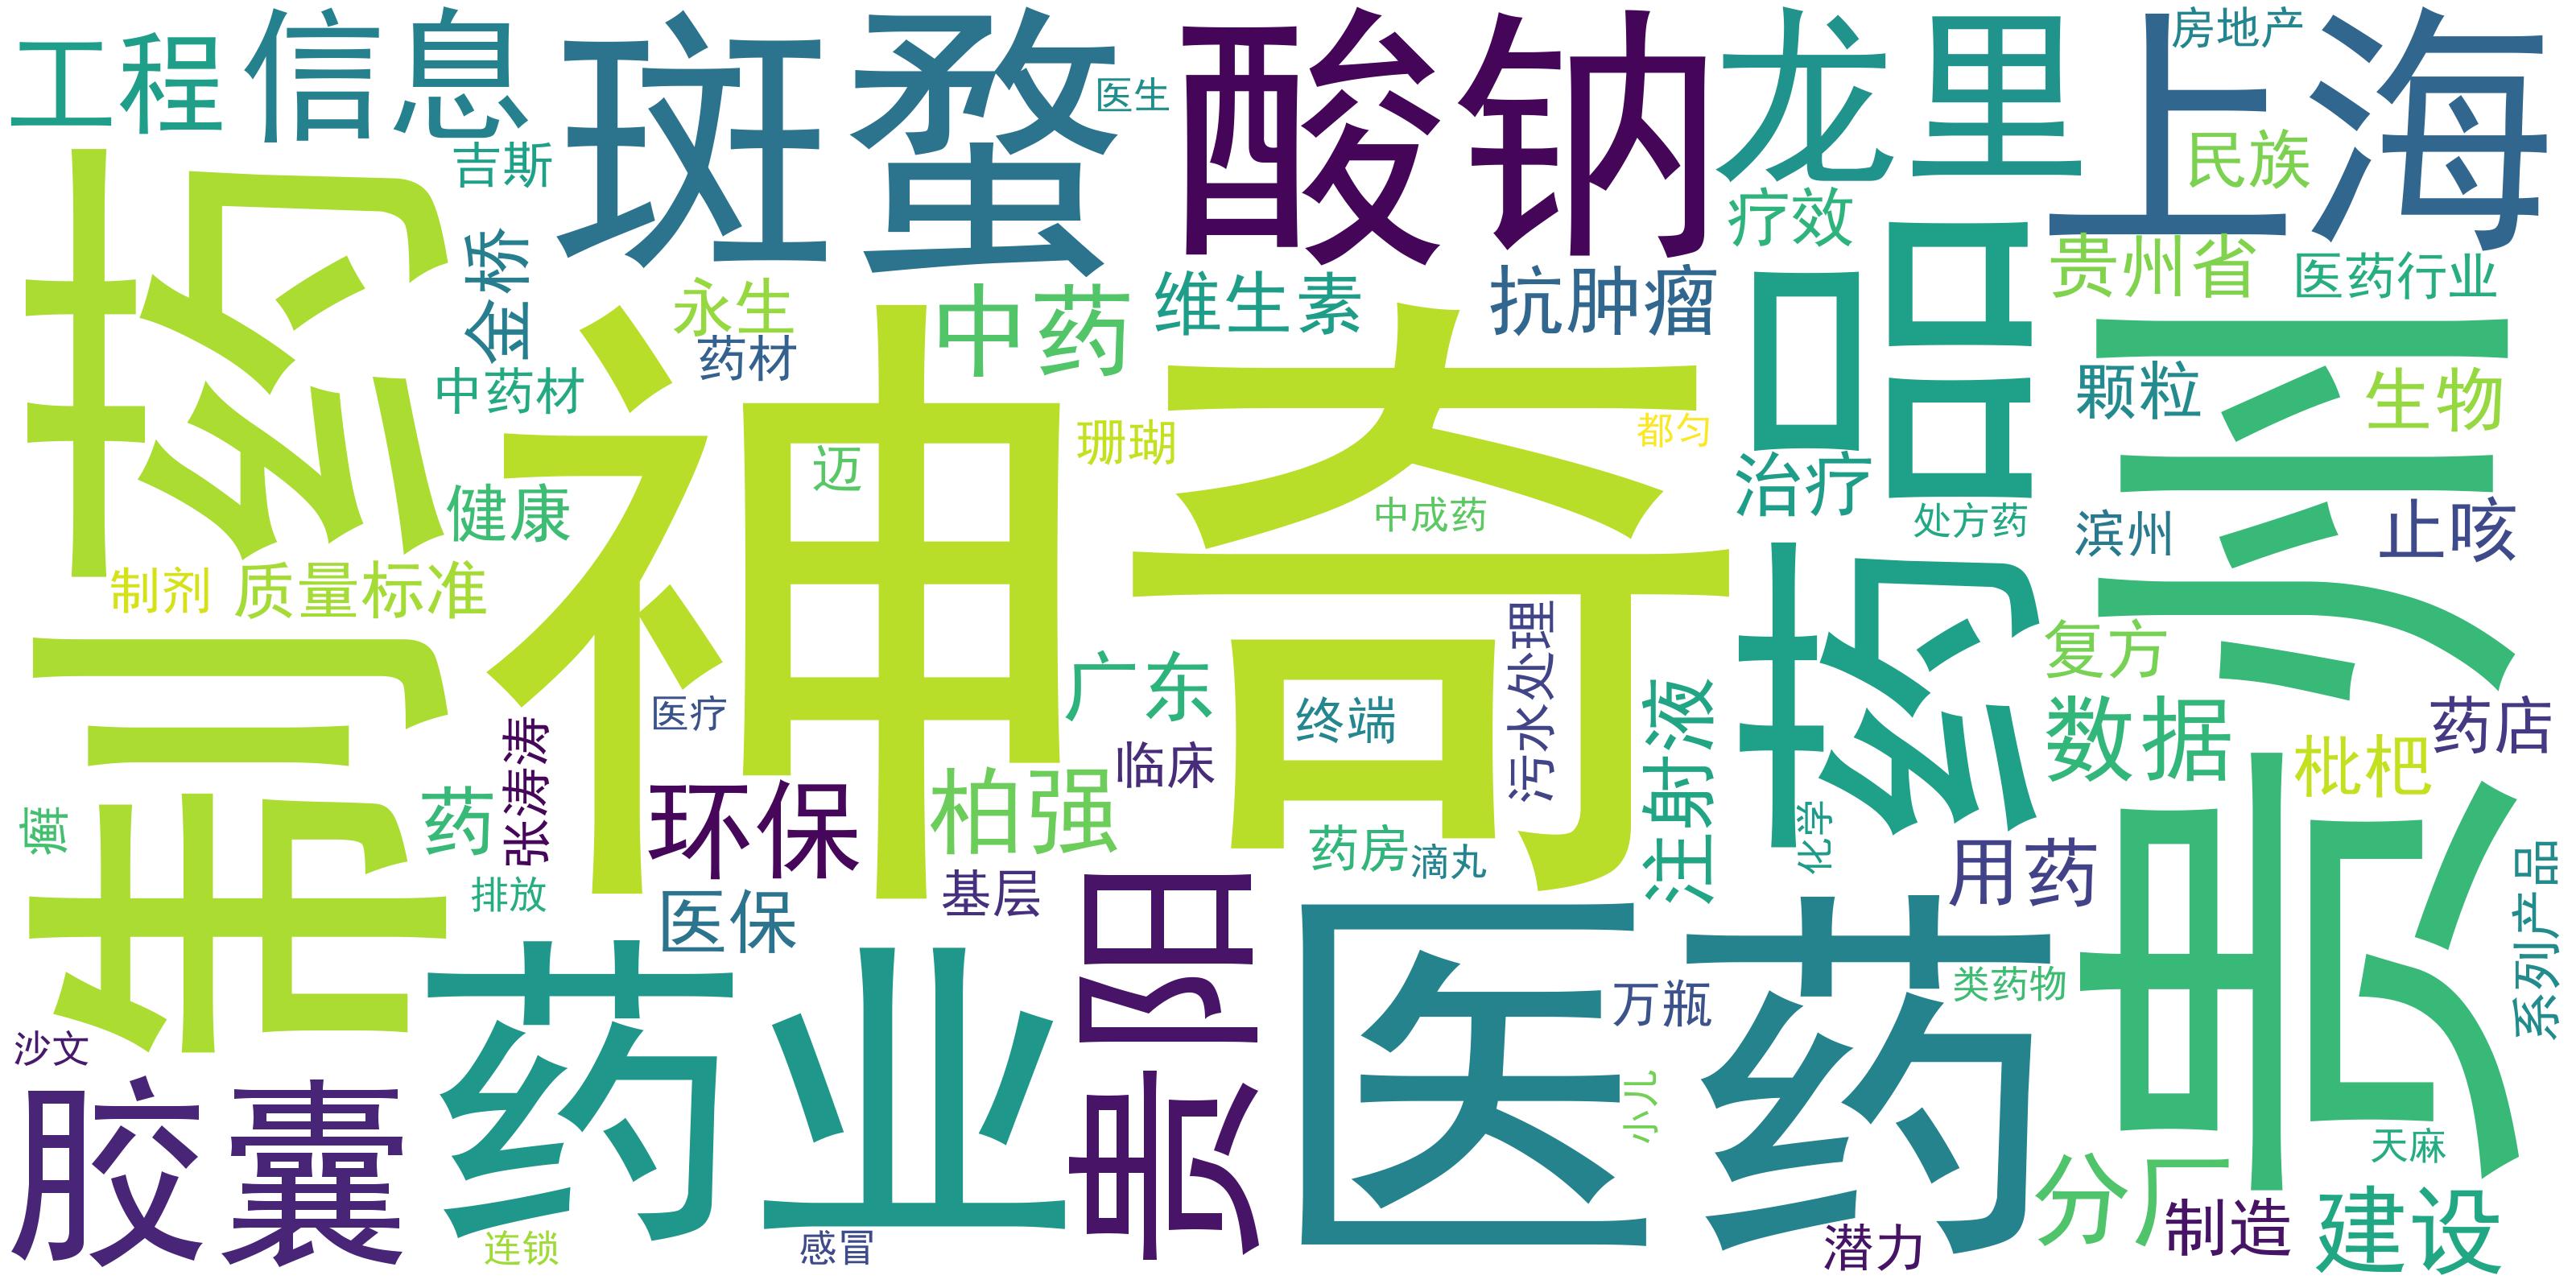 工程
信息
斑蝥
医生
酸钠
龙里
上海
房地产
吉斯
民族
制药
金桥
永生
药材
中药材
中药
维生素
抗肿瘤
疗效
贵州省
医药行业
神奇
迈
珊瑚
都匀
中成药
药品
治疗
处方药
颗粒
生物
滨州
止咳
贵州
健康
制剂
质量标准
癣
药
张涛涛
排放
医疗
环保
医保
广东
临床
柏强
基层
终端
污水处理
药房
滴丸
注射液
制药
化学
用药
复方
数据
枇杷
药店
系列产品
沙文
胶囊
药业
连锁
感冒
贵阳
医药
万瓶
小儿
类药物
潜力
分厂
制造
天麻
建设